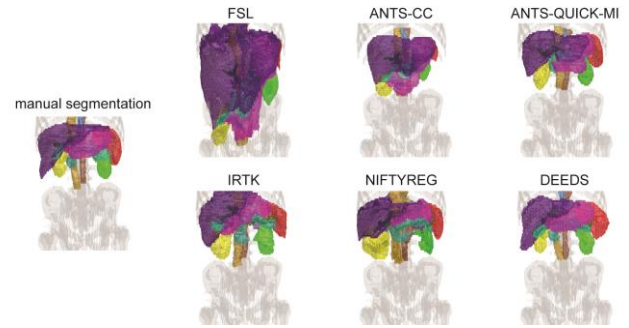 FSL
ANTS-CC
ANTS-QUICK-MI
manual segmentation
IRTK
NIFTYREG
DEEDS